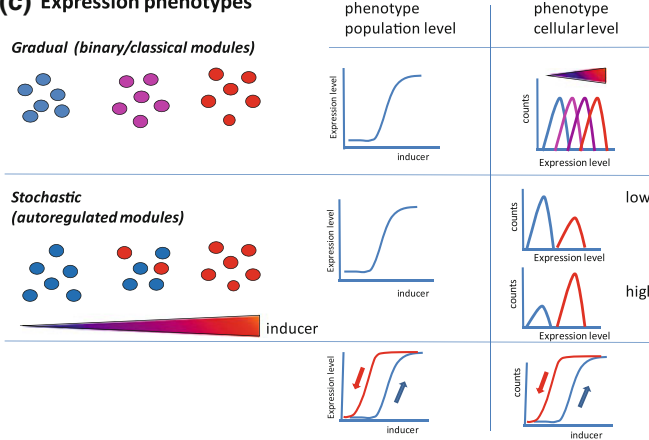 (c) Expression phenotypes
phenotype
population level
phenotype
cellular level
Gradual (binary/classical modules)
Expression level
inducer
counts
Expression level
Stochastic
(autoregulated modules)
inducer
Expression level
inducer
low
counts
Expression level
high
counts
Expression level
Expression level
inducer
counts
inducer